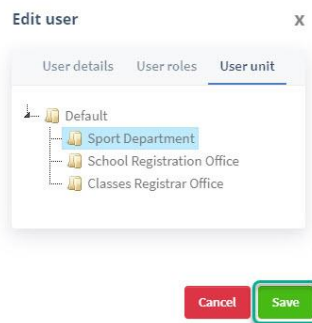 Edit user X
User details User roles User unit
Default
Sport Department
School Registration Office
Classes Registrar Office
Cancel Save